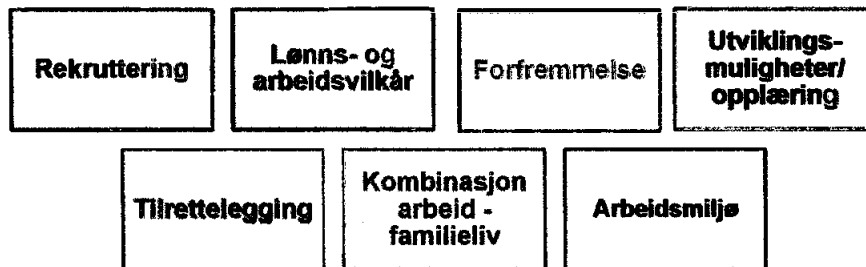 Rekruttering
Lønns- og
arbeidsvilkår
Forfremmelse
Utviklings-
muligheter/
opplæring
Tilrettelegging
Kombinasjon
arbeid -
familieliv
Arbeidsmiljø